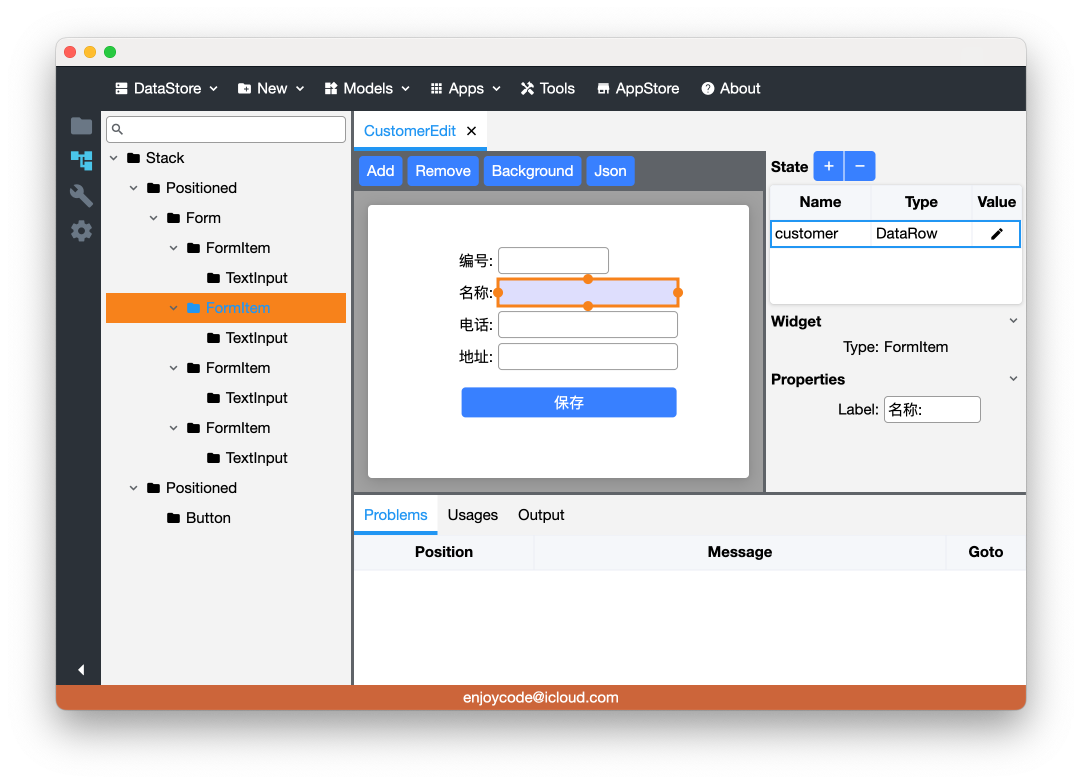 DataStore New Models Apps Tools AppStore About
Stack
Positioned
Form
FormItem
TextInput
FormItem
TextInput
FormItem
TextInput
FormItem
TextInput
Positioned
Button
CustomerEdit
Add Remove Background Json
编号:
名称:
电话:
地址:
保存
State + −
Name Type Value
customer DataRow
Widget
Type: FormItem
Properties
Label: 名称:
Problems Usages Output
Position Message Goto
enjoycode@icloud.com